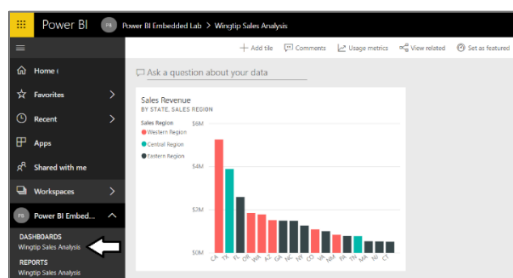 Power BI
Power BI Embedded Lab > Wingtip Sales Analysis
Add tile
Comments
Usage metrics
View related
Set as featured
Home
Favorites
Recent
Apps
Shared with me
Workspaces
Power BI Embed...
DASHBOARDS
Wingtip Sales Analysis
REPORTS
Wingtip Sales Analysis
Ask a question about your data
Sales Revenue
BY STATE, SALES REGION
Sales Region
Western Region
Central Region
Eastern Region
$6M
$4M
$2M
$0M
CA TX FL OR WA AZ GA NC NY CO VA NM PA TN MA NJ CT